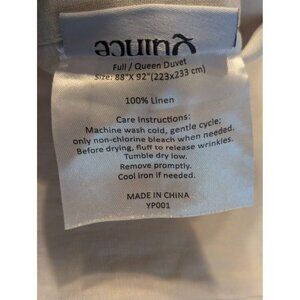 Quince
Full / Queen Duvet
Size: 88"X 92"(223x233 cm)
100% Linen
Care Instructions:
Machine wash cold, gentle cycle;
only non-chlorine bleach when needed.
Before drying, fluff to release wrinkles.
Tumble dry low.
Remove promptly.
Cool iron if needed.
MADE IN CHINA
YP001